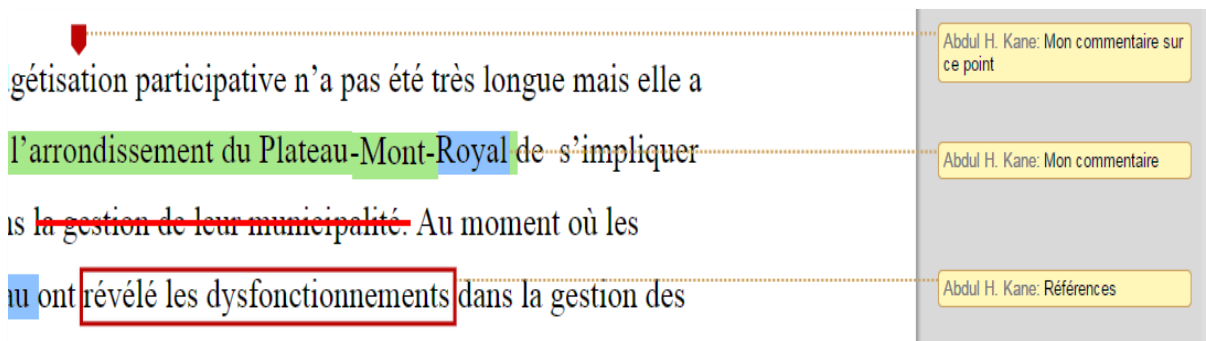 gétisation participative n’a pas été très longue mais elle a
l’arrondissement du Plateau-Mont-Royal de s’impliquer
ns la gestion de leur municipalité. Au moment où les
au ont révélé les dysfonctionnements dans la gestion des
Abdul H. Kane: Mon commentaire sur
ce point
Abdul H. Kane: Mon commentaire
Abdul H. Kane: Références